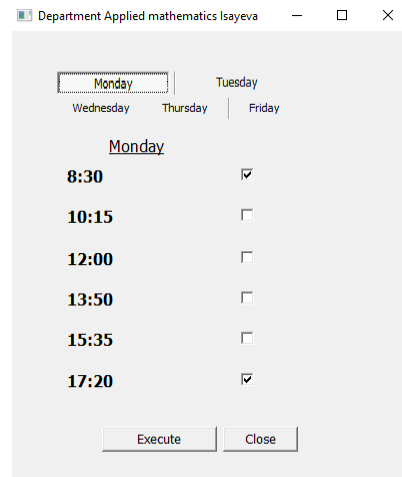 Department Applied mathematics Isayeva
Monday Tuesday
Wednesday Thursday Friday
Monday
8:30
10:15
12:00
13:50
15:35
17:20
Execute Close